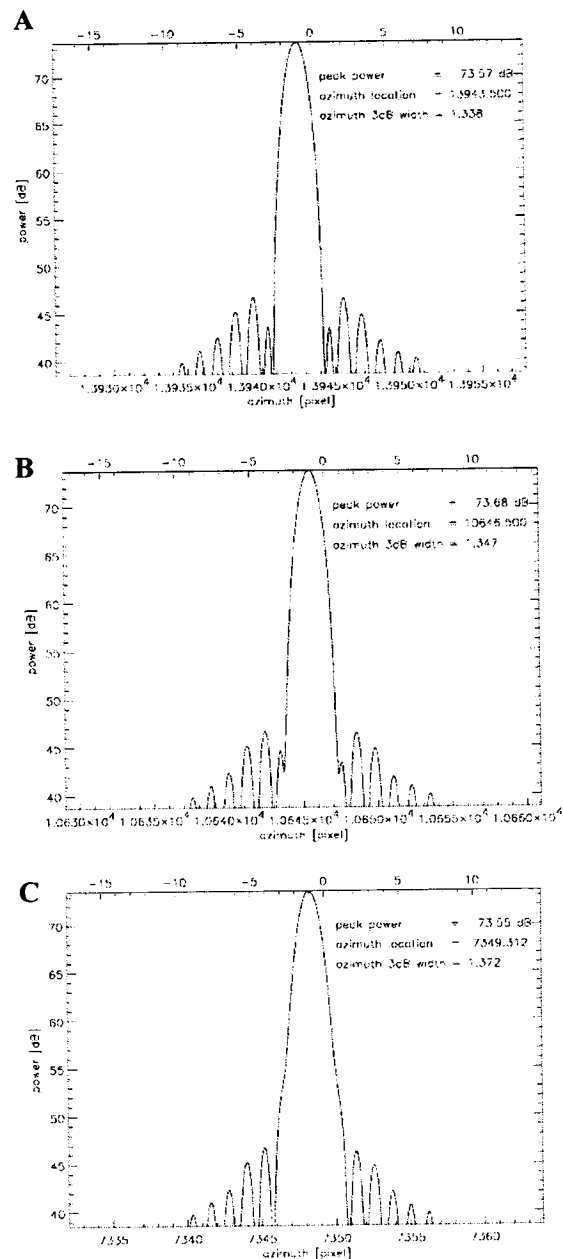 A
−15 −10 −5 0 5 10
peak power = 73.57 dB
azimuth location = 13943.500
azimuth 3dB width = 1.338
70
65
60
55
50
45
40
power [dB]
1.3930×10⁴ 1.3935×10⁴ 1.3940×10⁴ 1.3945×10⁴ 1.3950×10⁴ 1.3955×10⁴
azimuth [pixel]
B
−15 −10 −5 0 5 10
peak power = 73.68 dB
azimuth location = 10646.500
azimuth 3dB width = 1.347
70
65
60
55
50
45
40
power [dB]
1.0630×10⁴ 1.0635×10⁴ 1.0640×10⁴ 1.0645×10⁴ 1.0650×10⁴ 1.0655×10⁴ 1.0660×10⁴
azimuth [pixel]
C
−15 −10 −5 0 5 10
peak power = 73.55 dB
azimuth location = 7349.312
azimuth 3dB width = 1.372
70
65
60
55
50
45
40
power [dB]
7335 7340 7345 7350 7355 7360
azimuth [pixel]